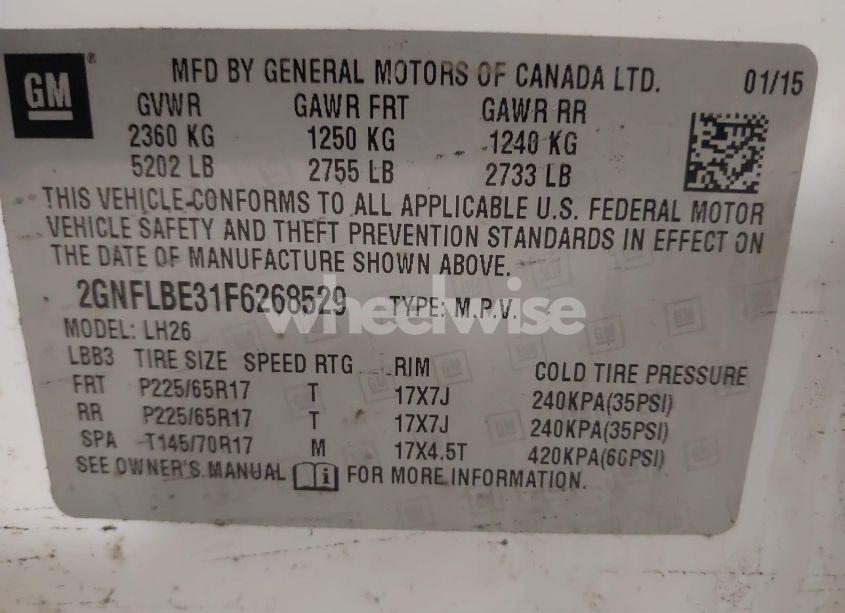 GM® MFD BY GENERAL MOTORS OF CANADA LTD. 01/15
GVWR GAWR FRT GAWR RR
2360 KG 1250 KG 1240 KG
5202 LB 2755 LB 2733 LB
THIS VEHICLE CONFORMS TO ALL APPLICABLE U.S. FEDERAL MOTOR
VEHICLE SAFETY AND THEFT PREVENTION STANDARDS IN EFFECT ON
THE DATE OF MANUFACTURE SHOWN ABOVE.
2GNFLBE31F6268529 TYPE: M.P.V.
wheelwise
MODEL: LH26
LBB3 TIRE SIZE SPEED RTG RIM COLD TIRE PRESSURE
FRT P225/65R17 T 17X7J 240KPA(35PSI)
RR P225/65R17 T 17X7J 240KPA(35PSI)
SPA T145/70R17 M 17X4.5T 420KPA(60PSI)
SEE OWNER'S MANUAL i FOR MORE INFORMATION.